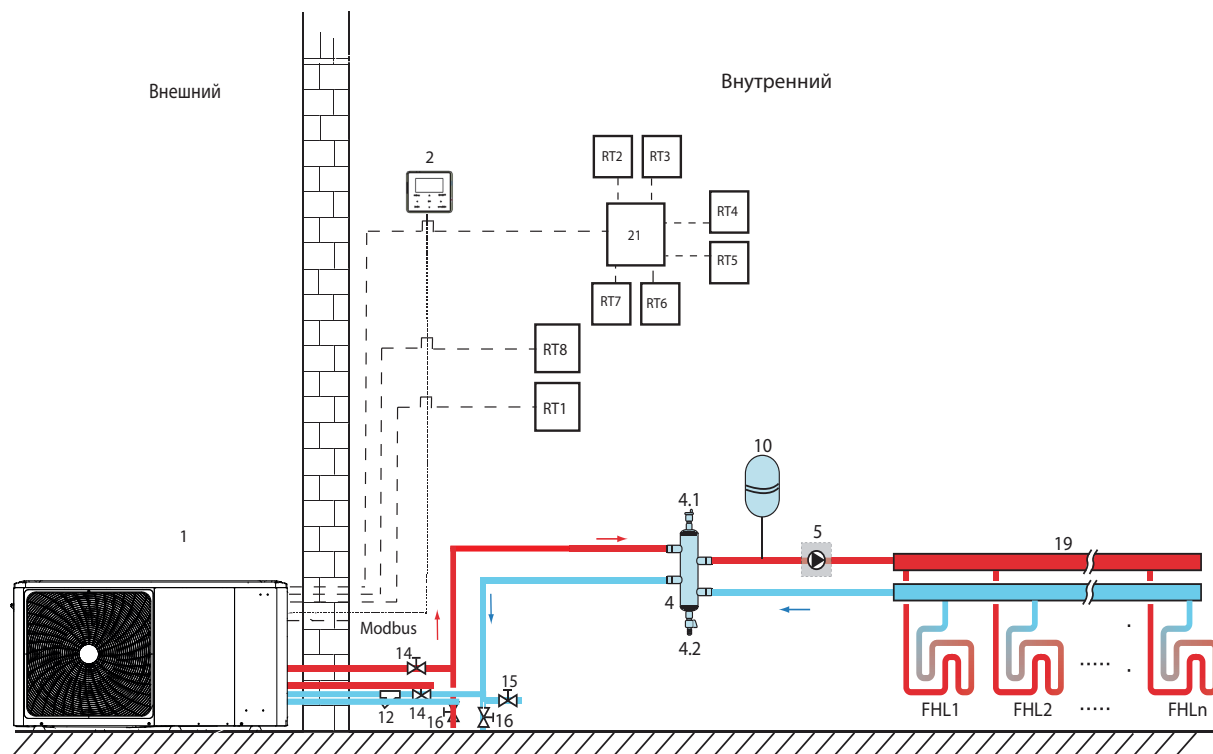 Внешний
Внутренний
2
RT2
RT3
RT4
21
RT5
RT7
RT6
RT8
RT1
10
4.1
1
5
19
4
Modbus
4.2
14
15
12
14
16
16
FHL1
FHL2
.....
FHLn
.....